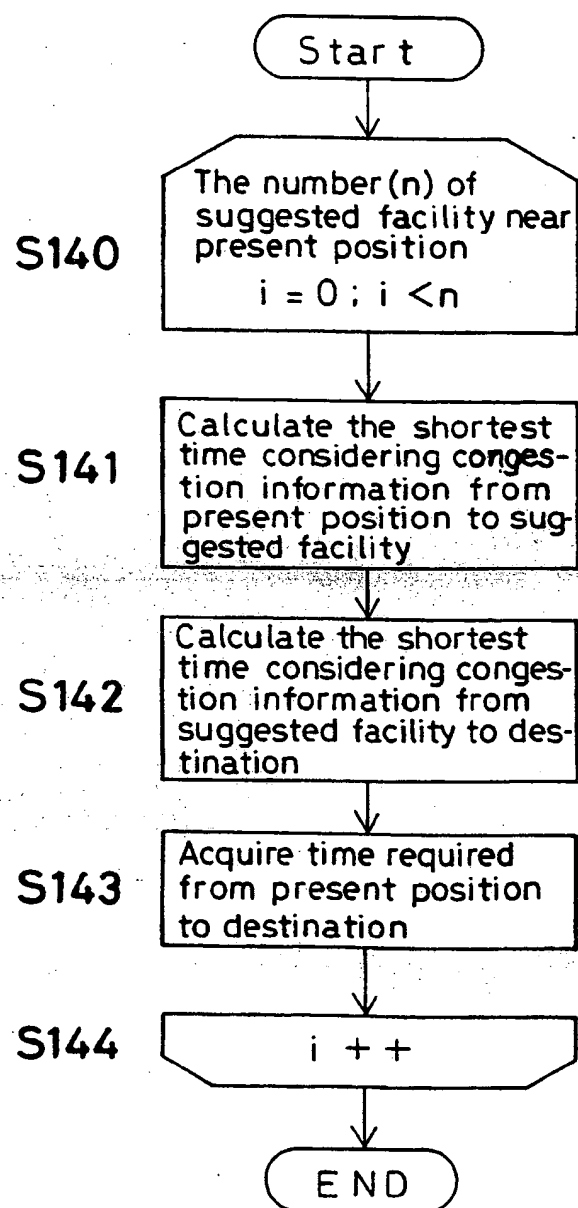 Start
S140
The number (n) of
suggested facility near
present position
i = 0 ; i < n
S141
Calculate the shortest
time considering conges-
tion information from
present position to sug-
gested facility
S142
Calculate the shortest
time considering conges-
tion information from
suggested facility to des-
tination
S143
Acquire time required
from present position
to destination
S144
i + +
END